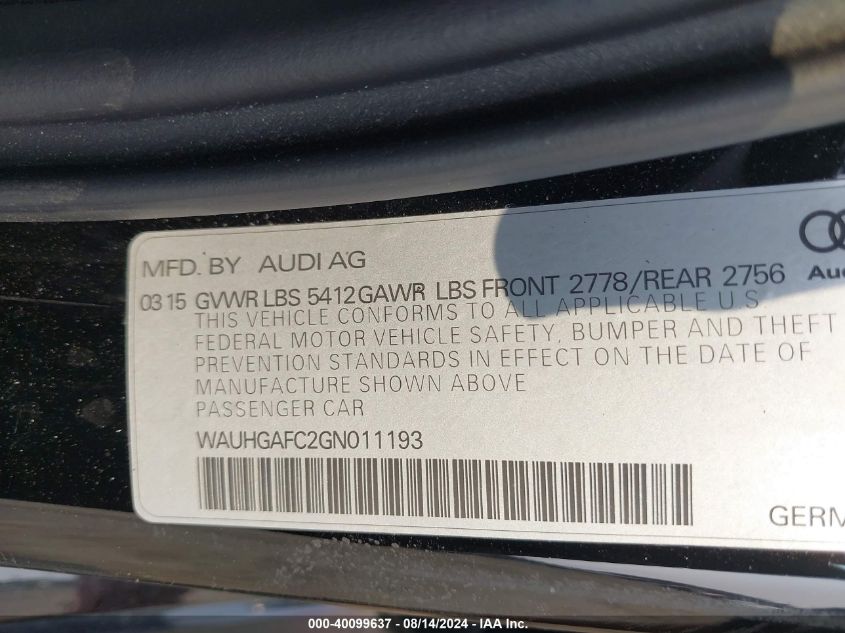 MFD. BY AUDI AG
03 15 GVWR LBS 5412 GAWR LBS FRONT 2778/REAR 2756
THIS VEHICLE CONFORMS TO ALL APPLICABLE U S
FEDERAL MOTOR VEHICLE SAFETY, BUMPER AND THEFT
PREVENTION STANDARDS IN EFFECT ON THE DATE OF
MANUFACTURE SHOWN ABOVE
PASSENGER CAR
WAUHGAFC2GN011193
Aud
GERM
000-40099637 - 08/14/2024 - IAA Inc.